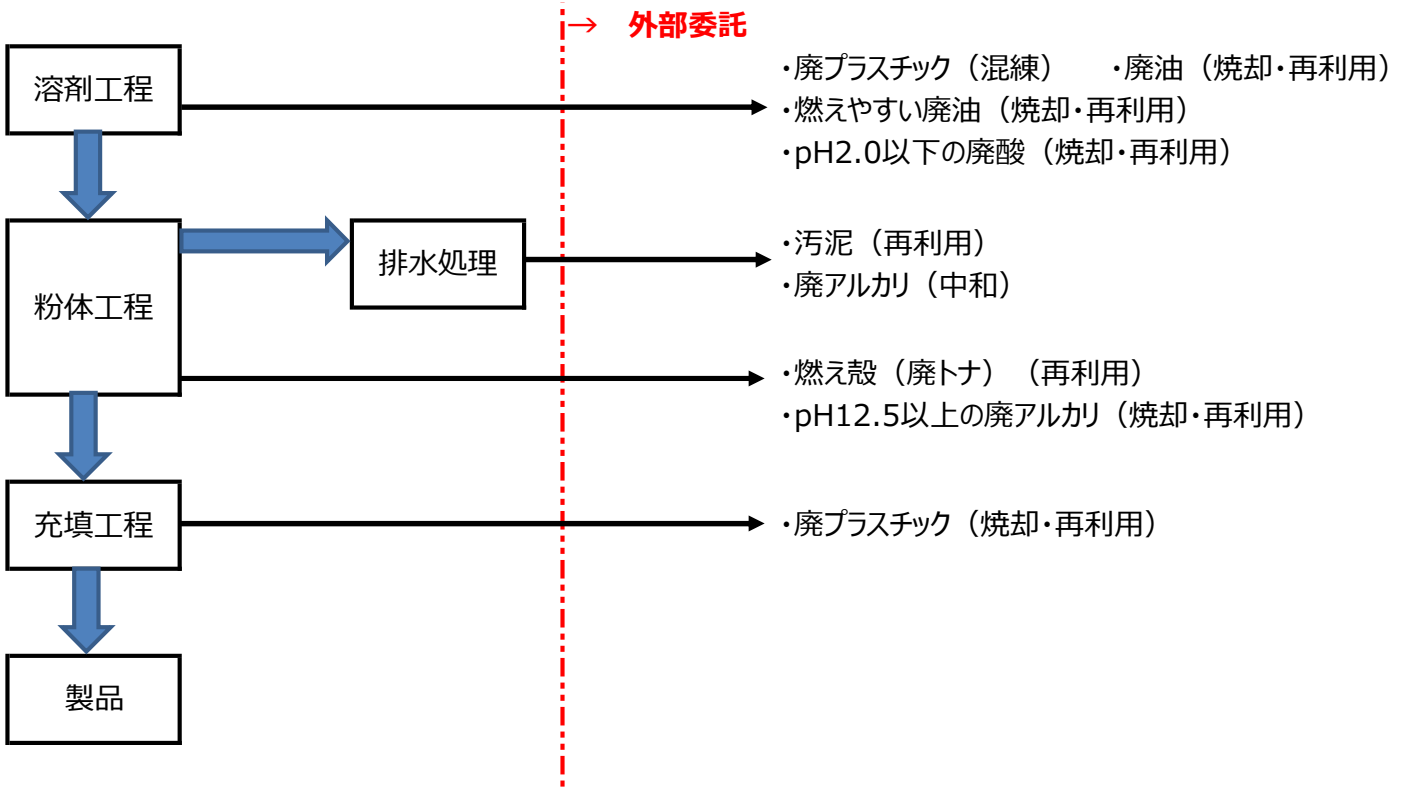 → 外部委託
溶剤工程
・廃プラスチック（混練） ・廃油（焼却・再利用）
・燃えやすい廃油（焼却・再利用）
・pH2.0以下の廃酸（焼却・再利用）
粉体工程
排水処理
・汚泥（再利用）
・廃アルカリ（中和）
・燃え殻（廃トナ）（再利用）
・pH12.5以上の廃アルカリ（焼却・再利用）
充填工程
・廃プラスチック（焼却・再利用）
製品